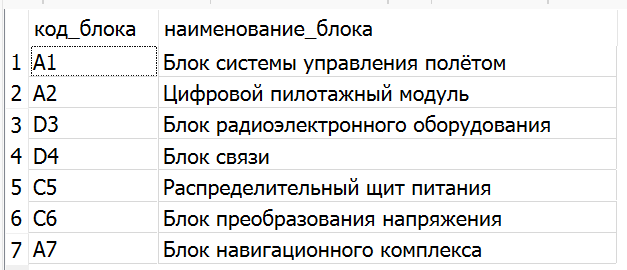 код_блока наименование_блока
1 A1 Блок системы управления полётом
2 A2 Цифровой пилотажный модуль
3 D3 Блок радиоэлектронного оборудования
4 D4 Блок связи
5 C5 Распределительный щит питания
6 C6 Блок преобразования напряжения
7 A7 Блок навигационного комплекса